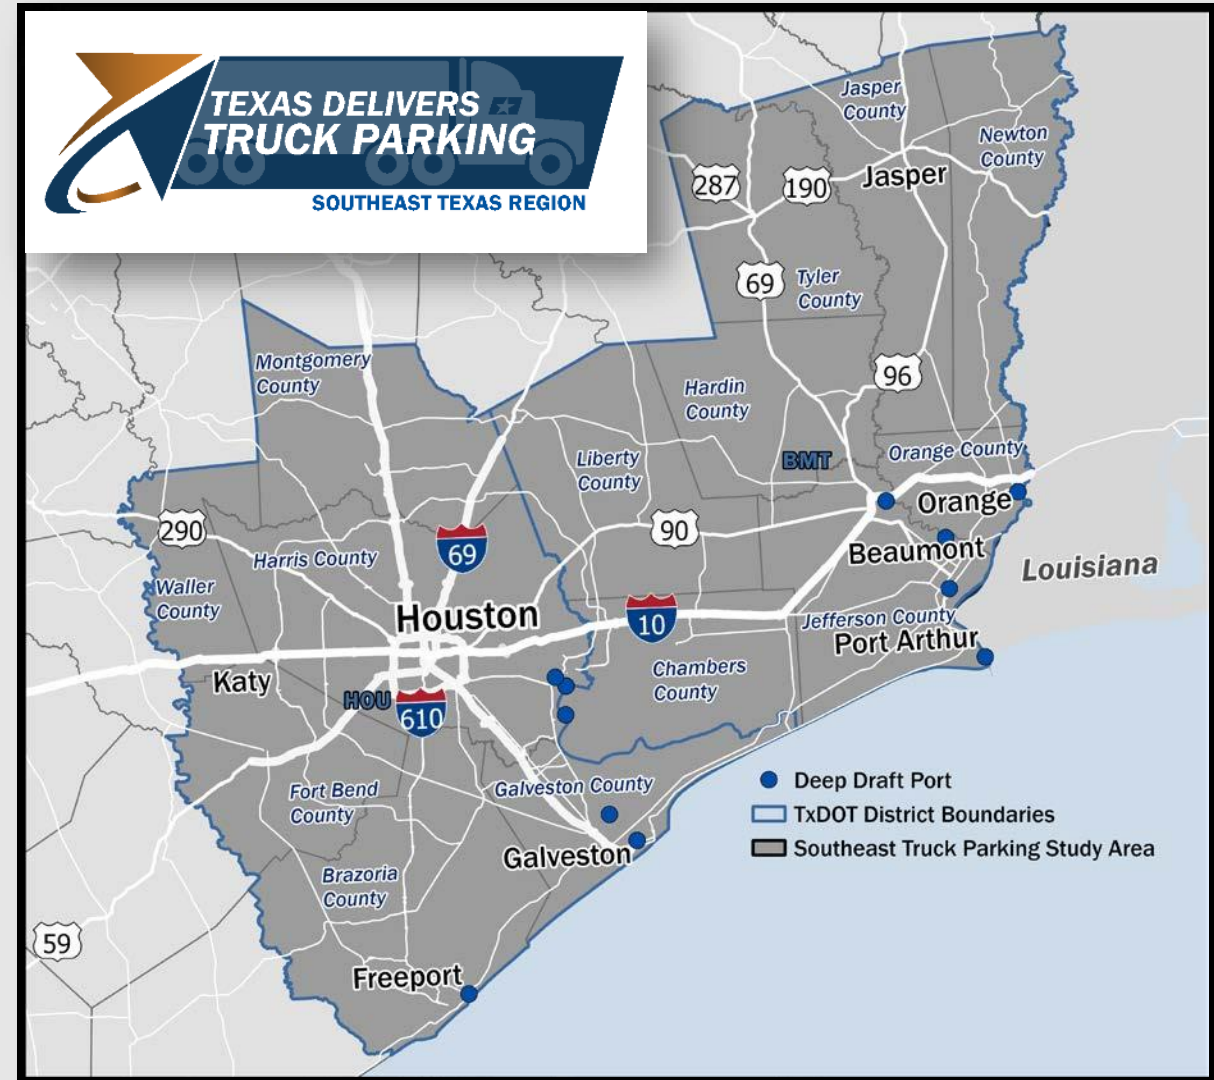 TEXAS DELIVERS
TRUCK PARKING
SOUTHEAST TEXAS REGION
Jasper
County
Newton
County
287
190
Jasper
69
Tyler
County
Montgomery
County
96
Hardin
County
Liberty
County
BMT
Orange County
290
69
90
Orange
Harris County
Beaumont
Louisiana
Waller
County
Houston
10
Jefferson County
Port Arthur
Katy
Chambers
County
HOU
610
Fort Bend
County
Galveston County
Deep Draft Port
TxDOT District Boundaries
Southeast Truck Parking Study Area
Galveston
Brazoria
County
59
Freeport